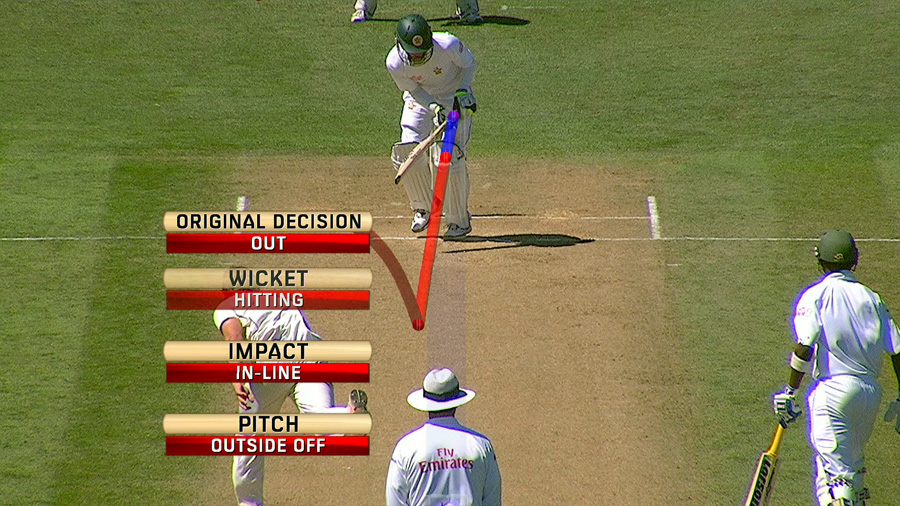 ORIGINAL DECISION
OUT
WICKET
HITTING
IMPACT
IN-LINE
PITCH
OUTSIDE OFF
Fly
Emirates